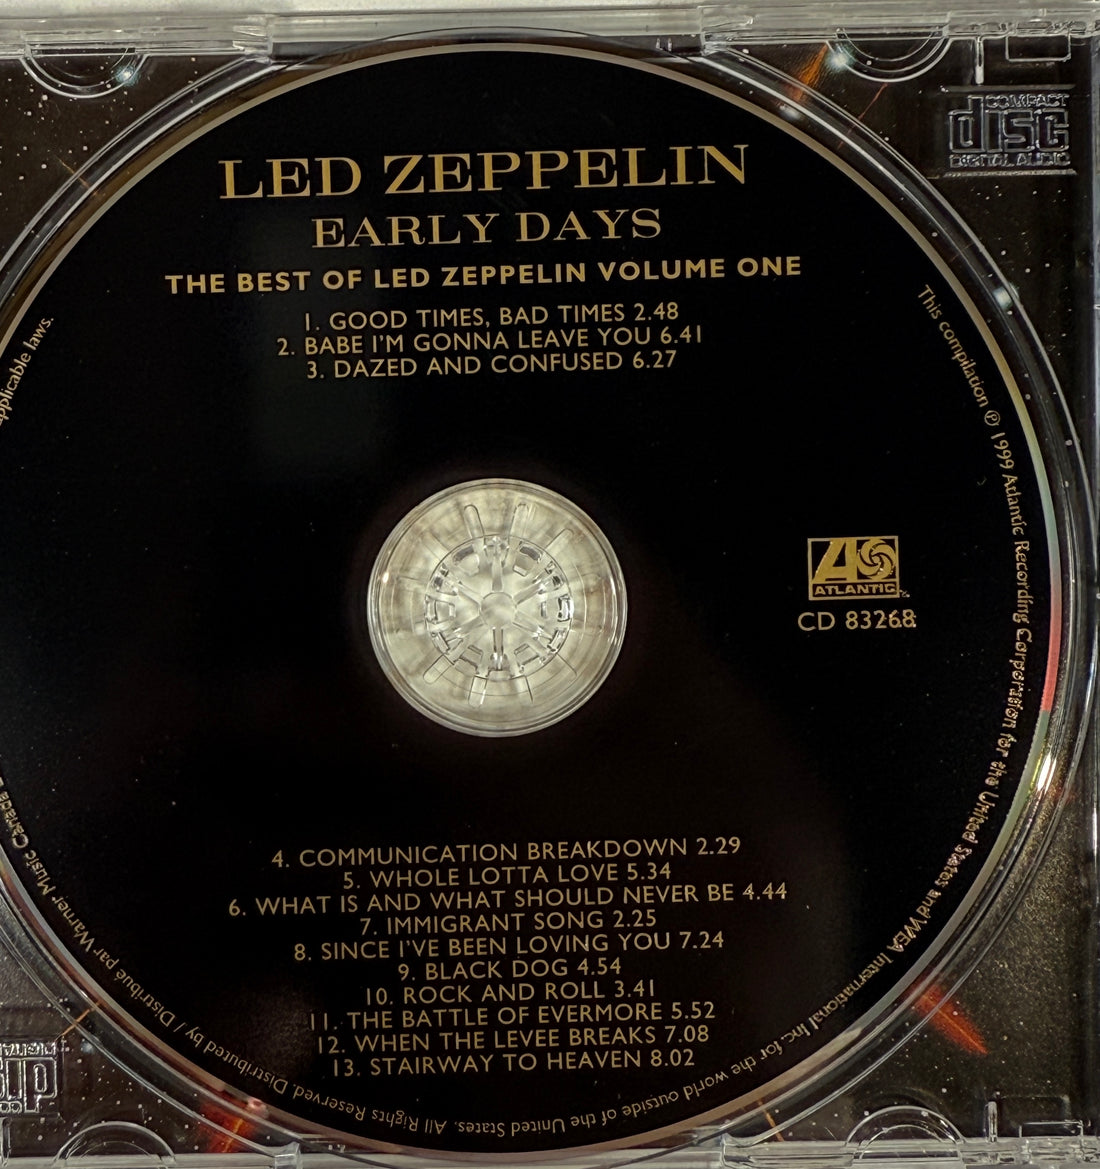 COMPACT
disc
DIGITAL AUDIO
LED ZEPPELIN
EARLY DAYS
THE BEST OF LED ZEPPELIN VOLUME ONE
1. GOOD TIMES, BAD TIMES 2.48
2. BABE I'M GONNA LEAVE YOU 6.41
3. DAZED AND CONFUSED 6.27
ATLANTIC
CD 83268
4. COMMUNICATION BREAKDOWN 2.29
5. WHOLE LOTTA LOVE 5.34
6. WHAT IS AND WHAT SHOULD NEVER BE 4.44
7. IMMIGRANT SONG 2.25
8. SINCE I'VE BEEN LOVING YOU 7.24
9. BLACK DOG 4.54
10. ROCK AND ROLL 3.41
11. THE BATTLE OF EVERMORE 5.52
12. WHEN THE LEVEE BREAKS 7.08
13. STAIRWAY TO HEAVEN 8.02
This compilation ℗ 1999 Atlantic Recording Corporation for the United States and WEA International Inc. for the world outside of the United States. All Rights Reserved. Distributed by / Distribué par Warner Music Canada
applicable laws.
disc